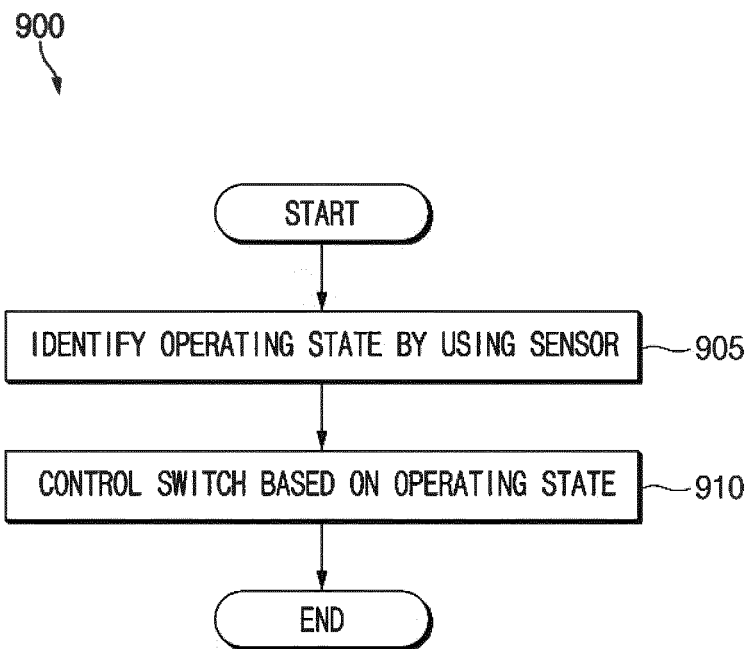 900
START
IDENTIFY OPERATING STATE BY USING SENSOR
905
CONTROL SWITCH BASED ON OPERATING STATE
910
END